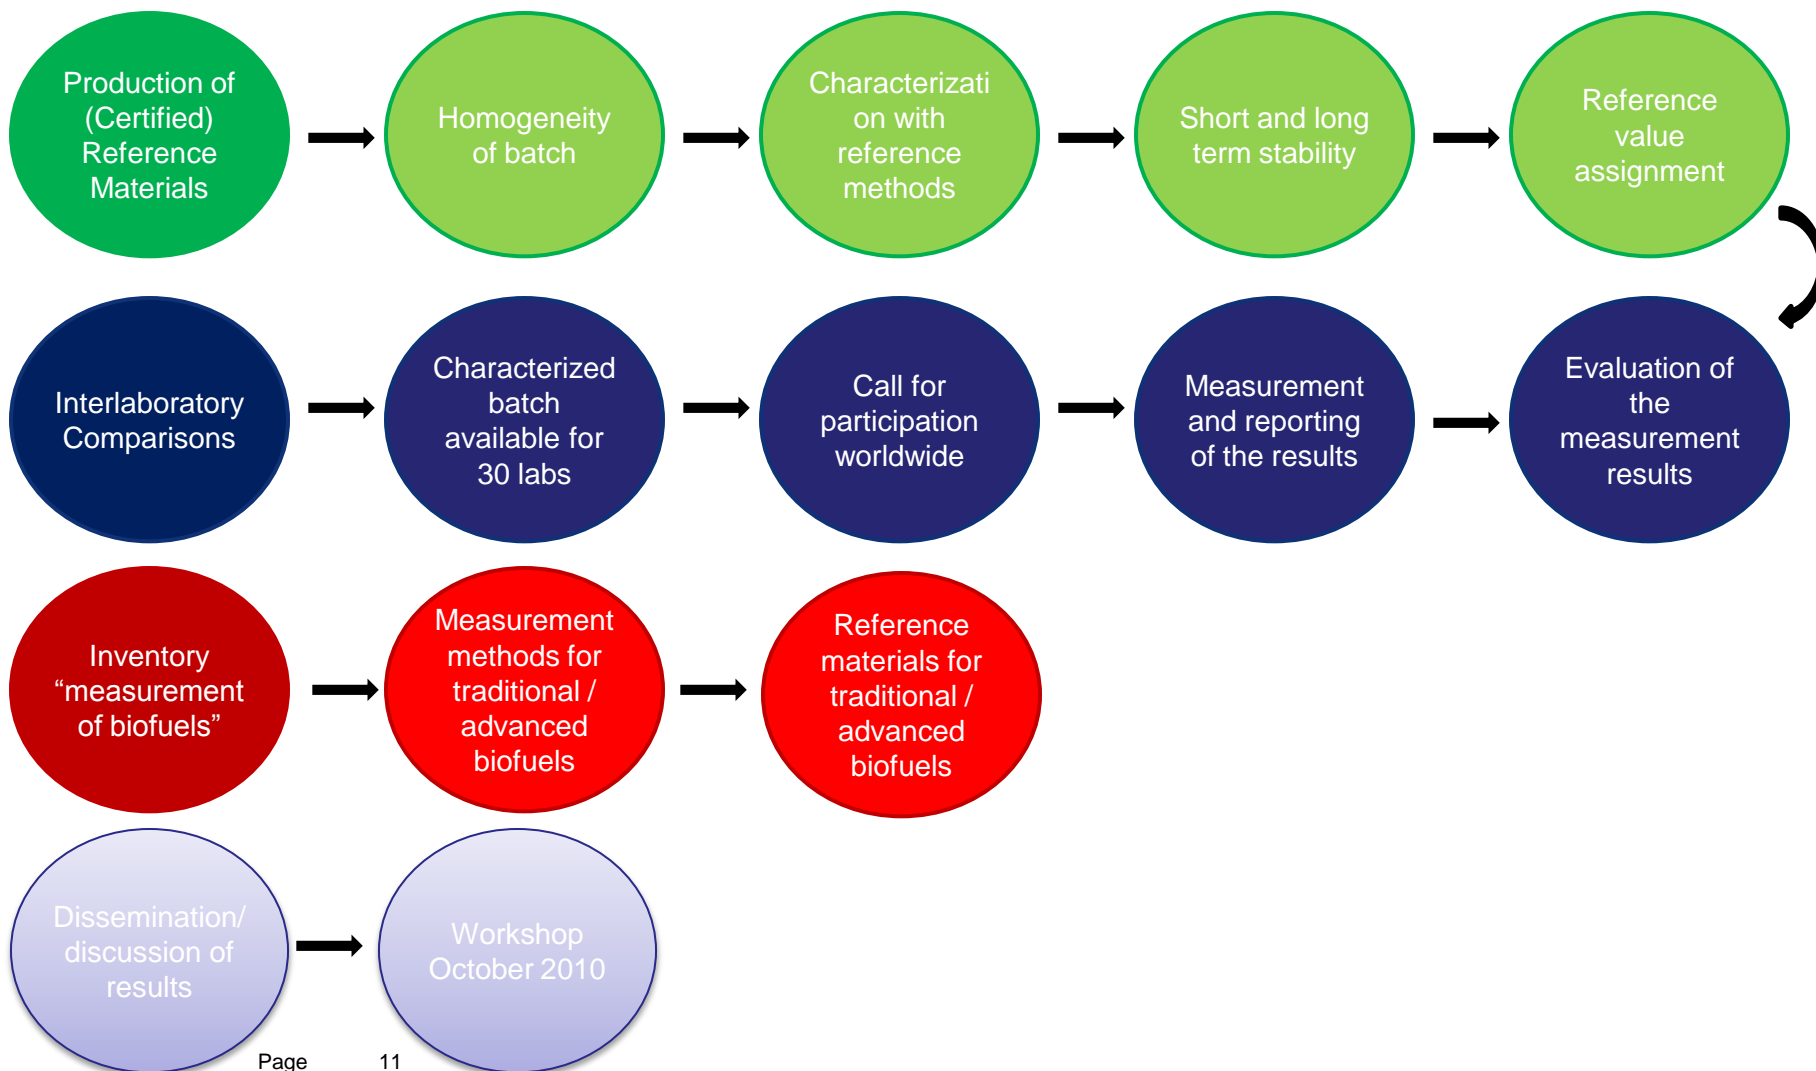 Production of
(Certified)
Reference
Materials
Homogeneity
of batch
Characterizati
on with
reference
methods
Short and long
term stability
Reference
value
assignment
Interlaboratory
Comparisons
Characterized
batch
available for
30 labs
Call for
participation
worldwide
Measurement
and reporting
of the results
Evaluation of
the
measurement
results
Inventory
“measurement
of biofuels”
Measurement
methods for
traditional /
advanced
biofuels
Reference
materials for
traditional /
advanced
biofuels
Dissemination/
discussion of
results
Workshop
October 2010
Page 11